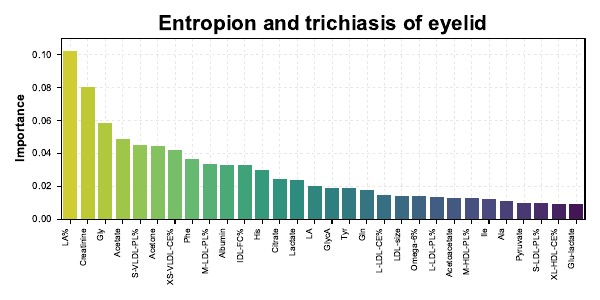 Entropion and trichiasis of eyelid
Importance
0.10
0.08
0.06
0.04
0.02
0.00
LA%
Creatinine
Gly
Acetate
S-VLDL-PL%
Acetone
XS-VLDL-CE%
Phe
M-LDL-PL%
Albumin
IDL-FC%
His
Citrate
Lactate
LA
GlycA
Tyr
Gln
L-LDL-CE%
LDL-size
Omega-6%
L-LDL-PL%
Acetoacetate
M-HDL-PL%
Ile
Ala
Pyruvate
S-LDL-PL%
XL-HDL-CE%
Glu-lactate